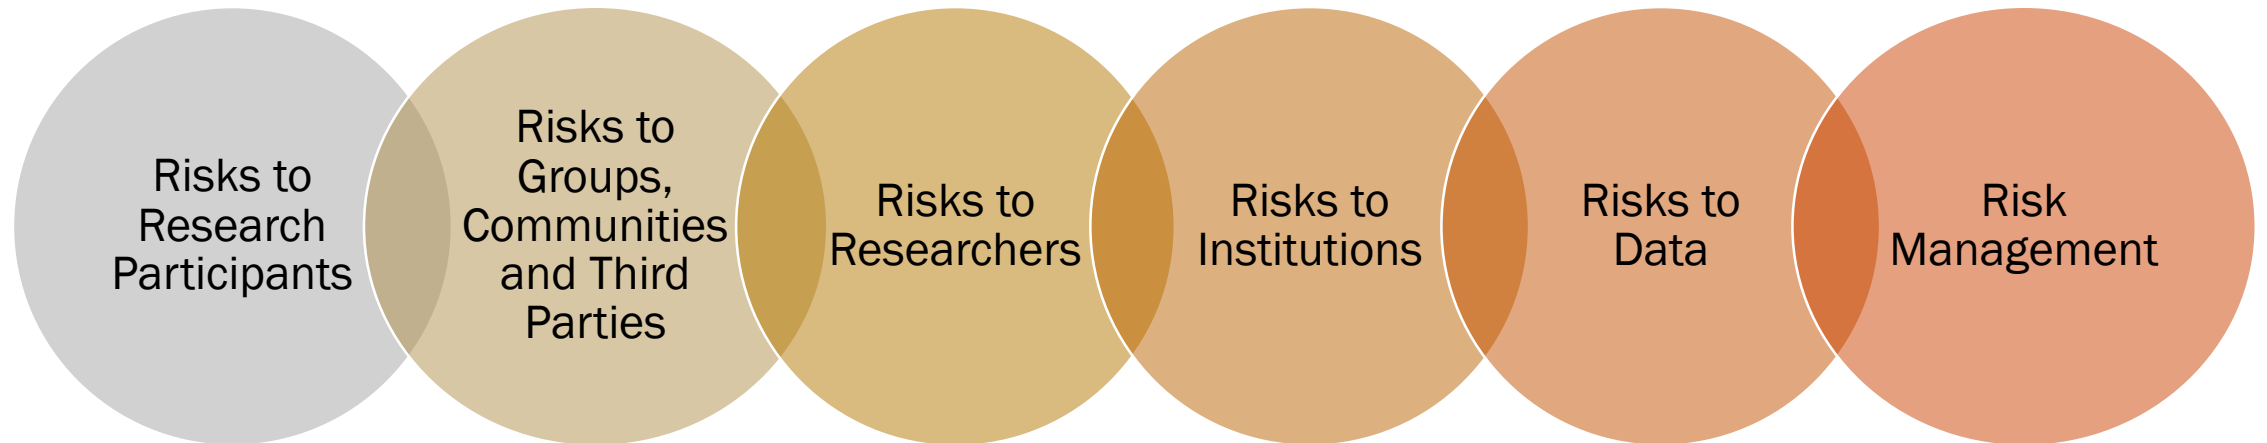 Risks to
Research
Participants
Risks to
Groups,
Communities
and Third
Parties
Risks to
Researchers
Risks to
Institutions
Risks to
Data
Risk
Management